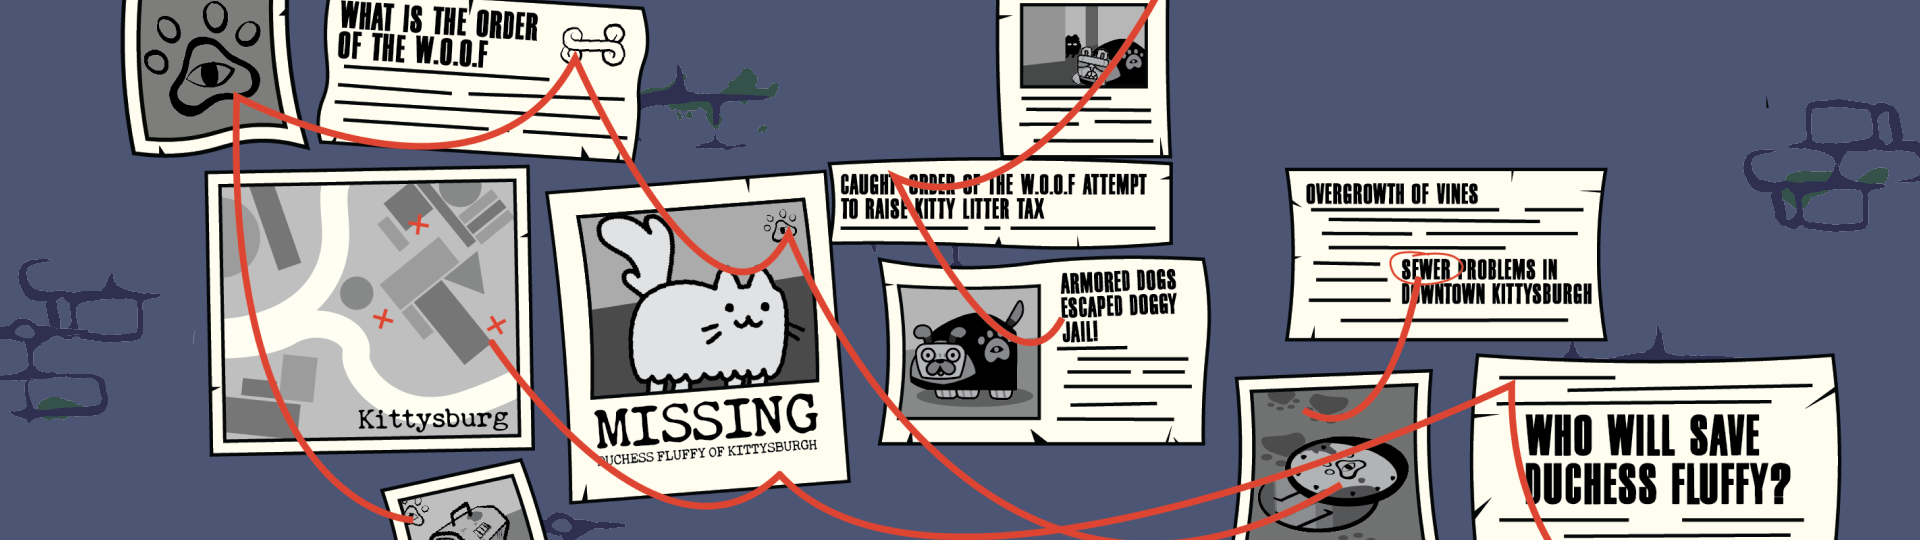 WHAT IS THE ORDER
OF THE W.O.O.F
Kittysburg
MISSING
DUCHESS FLUFFY OF KITTYSBURGH
CAUGHT ORDER OF THE W.O.O.F ATTEMPT
TO RAISE KITTY LITTER TAX
ARMORED DOGS
ESCAPED DOGGY
JAIL!
OVERGROWTH OF VINES
SEWER PROBLEMS IN
DOWNTOWN KITTYSBURGH
WHO WILL SAVE
DUCHESS FLUFFY?